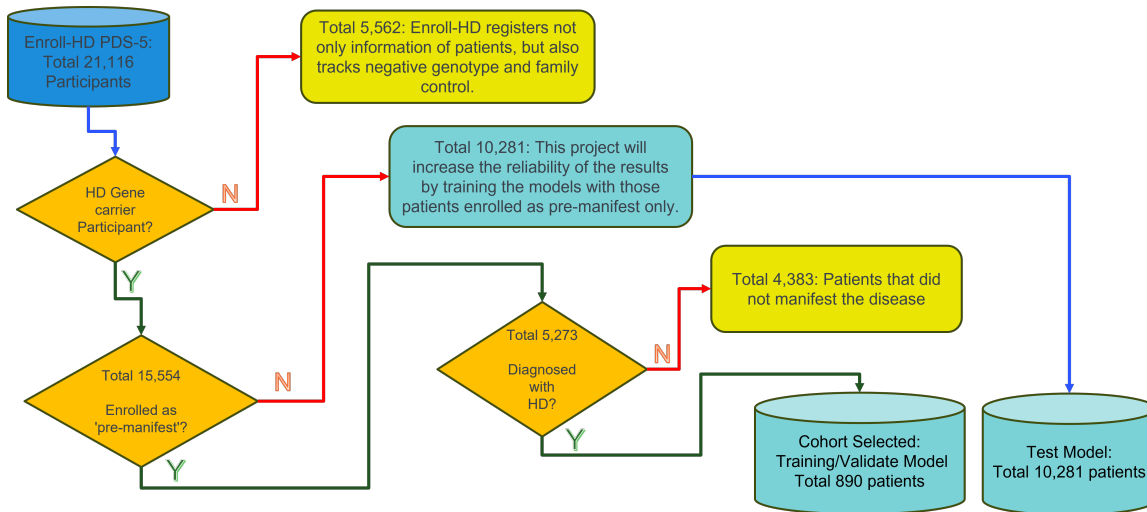 Enroll-HD PDS-5:
Total 21,116
Participants
Total 5,562: Enroll-HD registers not
only information of patients, but also
tracks negative genotype and family
control.
HD Gene
carrier
Participant?
N
Total 10,281: This project will
increase the reliability of the results
by training the models with those
patients enrolled as pre-manifest only.
Y
Total 15,554
Enrolled as
'pre-manifest'?
N
Y
Total 5,273
Diagnosed
with
HD?
N
Total 4,383: Patients that did
not manifest the disease
Y
Cohort Selected:
Training/Validate Model
Total 890 patients
Test Model:
Total 10,281 patients